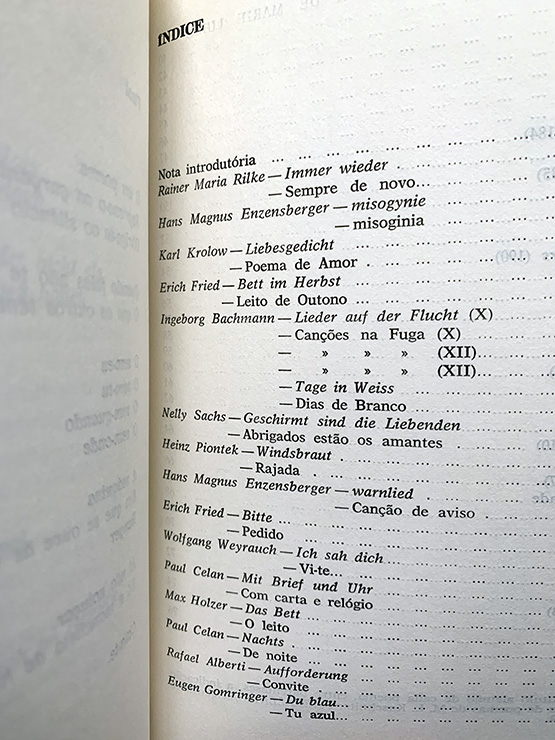 ÍNDICE
Nota introdutória ... ... ... ... ... ... ... ... ...
Rainer Maria Rilke — Immer wieder .
— Sempre de novo...
Hans Magnus Enzensberger — misogynie
— misoginia
Karl Krolow — Liebesgedicht
— Poema de Amor .
Erich Fried — Bett im Herbst
— Leito de Outono
Ingeborg Bachmann — Lieder auf der Flucht (X)
— Canções na Fuga (X)
— » » » (XII)...
— » » » (XII)...
— Tage in Weiss
— Dias de Branco
Nelly Sachs — Geschirmt sind die Liebenden
— Abrigados estão os amantes
Heinz Piontek — Windsbraut .
— Rajada .
Hans Magnus Enzensberger — warnlied .
— Canção de aviso
Erich Fried — Bitte ...
— Pedido
Wolfgang Weyrauch — Ich sah dich
— Vi-te...
Paul Celan — Mit Brief und Uhr
— Com carta e relógio
Max Holzer — Das Bett
— O leito
Paul Celan — Nachts .
— De noite
Rafael Alberti — Aufforderung
— Convite .
Eugen Gomringer — Du blau...
— Tu azul...